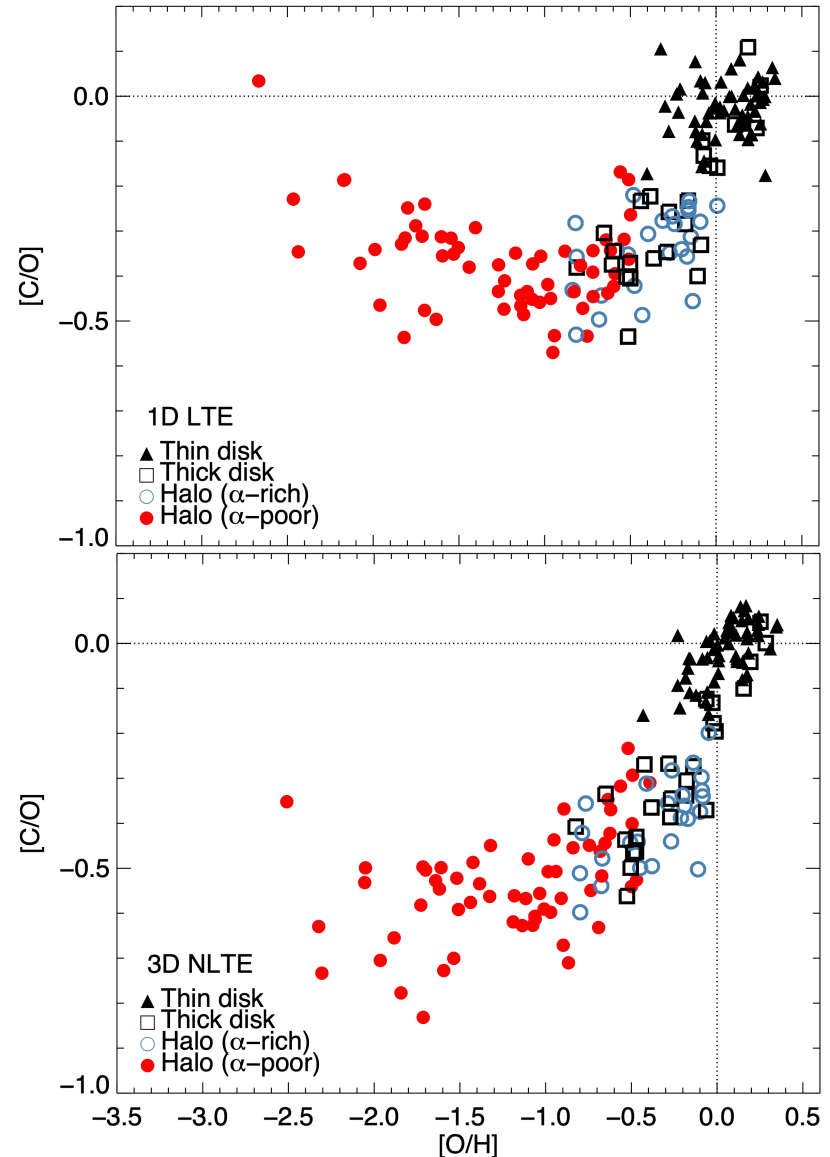 0.0
−0.5
−1.0
[C/O]
1D LTE
Thin disk
Thick disk
Halo (α−rich)
Halo (α−poor)
0.0
−0.5
−1.0
[C/O]
3D NLTE
Thin disk
Thick disk
Halo (α−rich)
Halo (α−poor)
−3.5 −3.0 −2.5 −2.0 −1.5 −1.0 −0.5 0.0 0.5
[O/H]